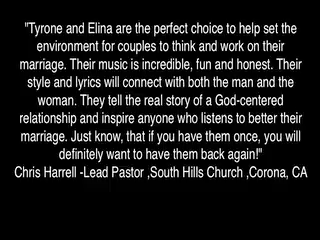 "Tyrone and Elina are the perfect choice to help set the
environment for couples to think and work on their
marriage. Their music is incredible, fun and honest. Their
style and lyrics will connect with both the man and the
woman. They tell the real story of a God-centered
relationship and inspire anyone who listens to better their
marriage. Just know, that if you have them once, you will
definitely want to have them back again!"
Chris Harrell -Lead Pastor ,South Hills Church ,Corona, CA